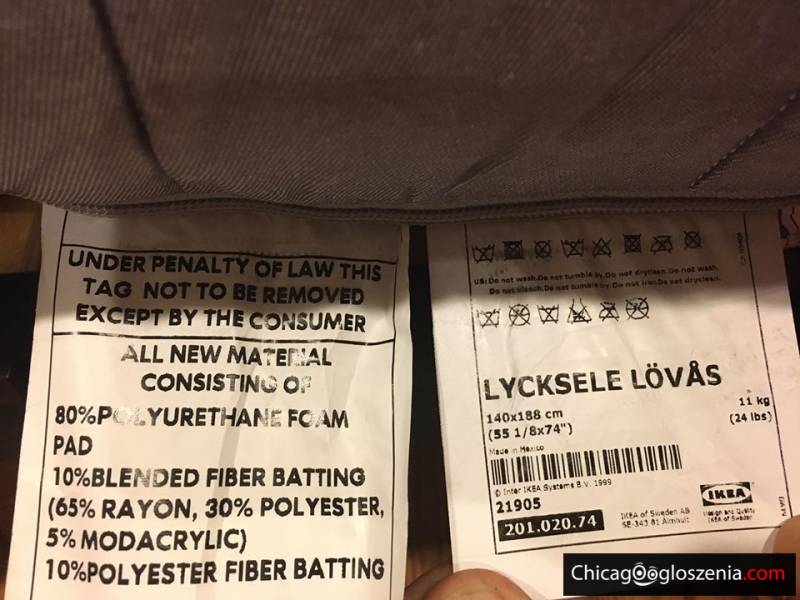 UNDER PENALTY OF LAW THIS
TAG NOT TO BE REMOVED
EXCEPT BY THE CONSUMER
ALL NEW MATERIAL
CONSISTING OF
80%POLYURETHANE FOAM
PAD
10%BLENDED FIBER BATTING
(65% RAYON, 30% POLYESTER,
5% MODACRYLIC)
10%POLYESTER FIBER BATTING
US: Do not wash. Do not tumble dry. Do not dryclean. Do not wash.
Do not bleach. Do not tumble dry. Do not iron. Do not dryclean.
LYCKSELE LÖVÅS
140x188 cm
(55 1/8x74")
11 kg
(24 lbs)
Made in Mexico
© Inter IKEA Systems B.V. 1999
21905
201.020.74
IKEA of Sweden AB
SE-343 81 Älmhult
IKEA
Design and Quality
IKEA of Sweden
ChicagOogloszenia.com